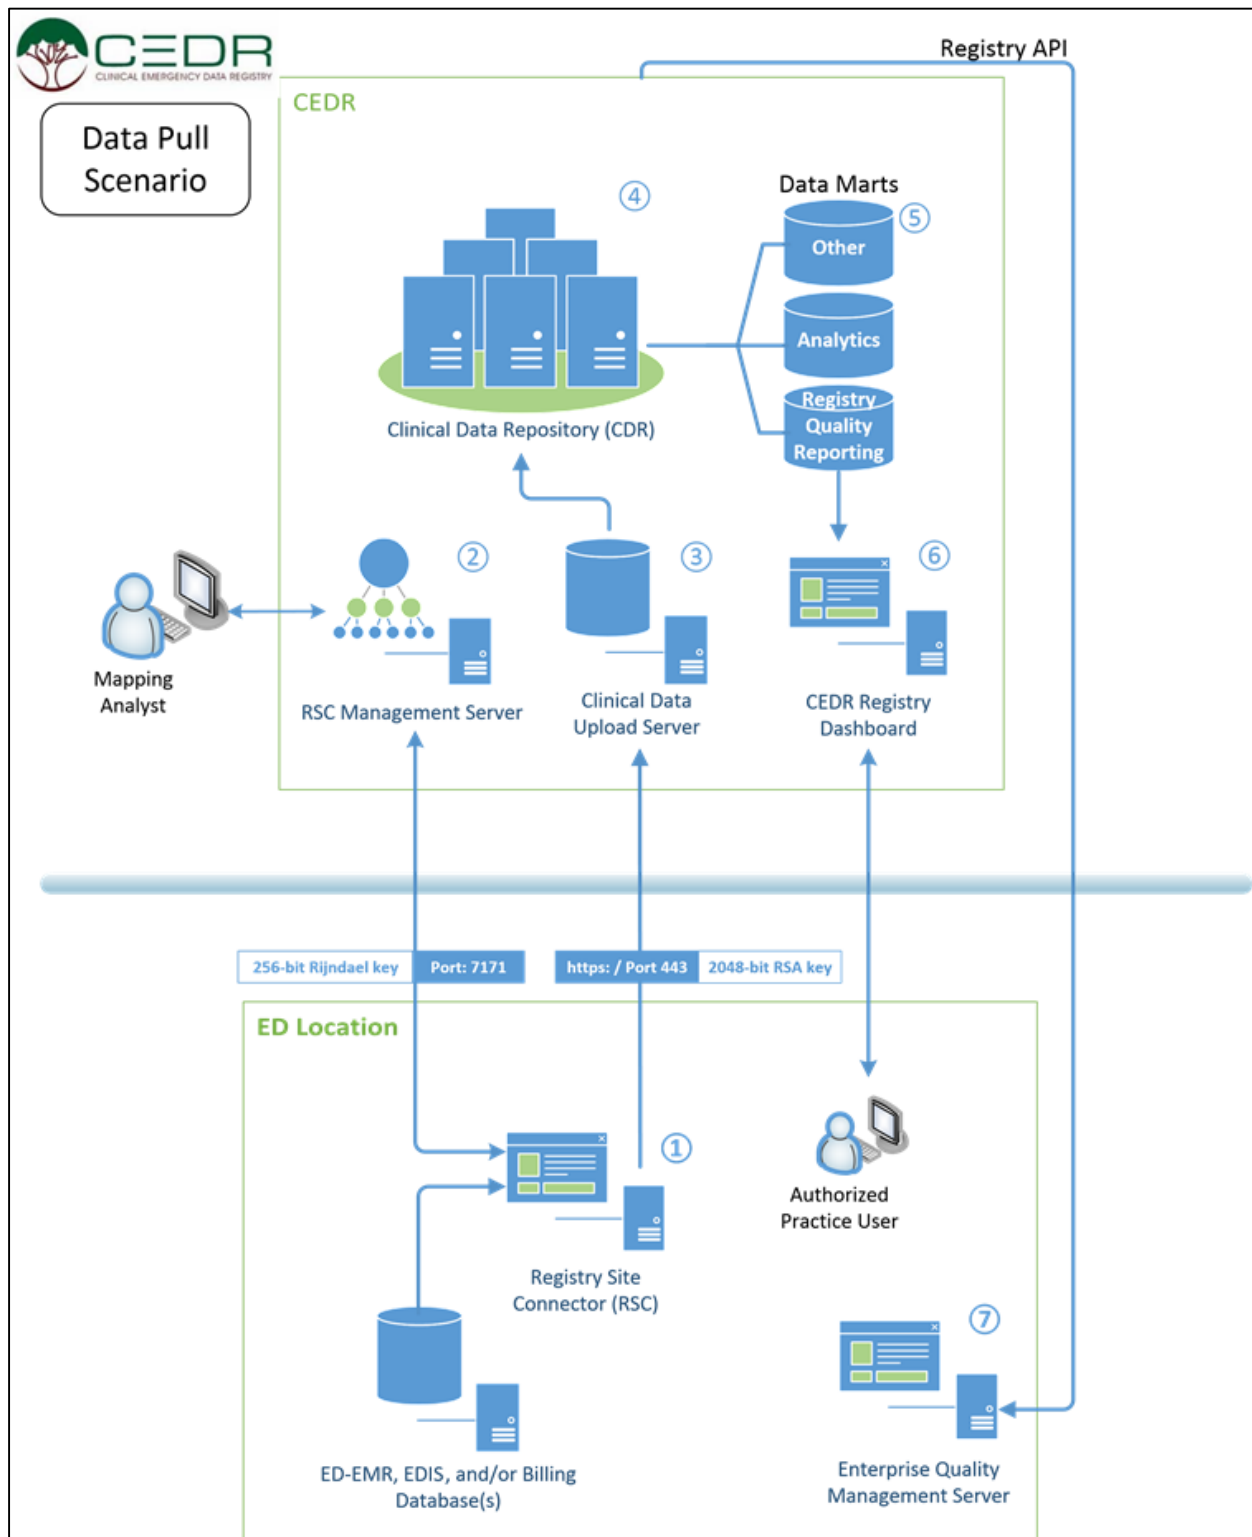 CEDR
CLINICAL EMERGENCY DATA REGISTRY
Registry API
Data Pull
Scenario
CEDR
④
Data Marts
⑤
Other
Analytics
Registry
Quality
Reporting
Clinical Data Repository (CDR)
②
③
⑥
Mapping
Analyst
RSC Management Server
Clinical Data
Upload Server
CEDR Registry
Dashboard
256-bit Rijndael key
Port: 7171
https: / Port 443
2048-bit RSA key
ED Location
①
Registry Site
Connector (RSC)
Authorized
Practice User
⑦
ED-EMR, EDIS, and/or Billing
Database(s)
Enterprise Quality
Management Server